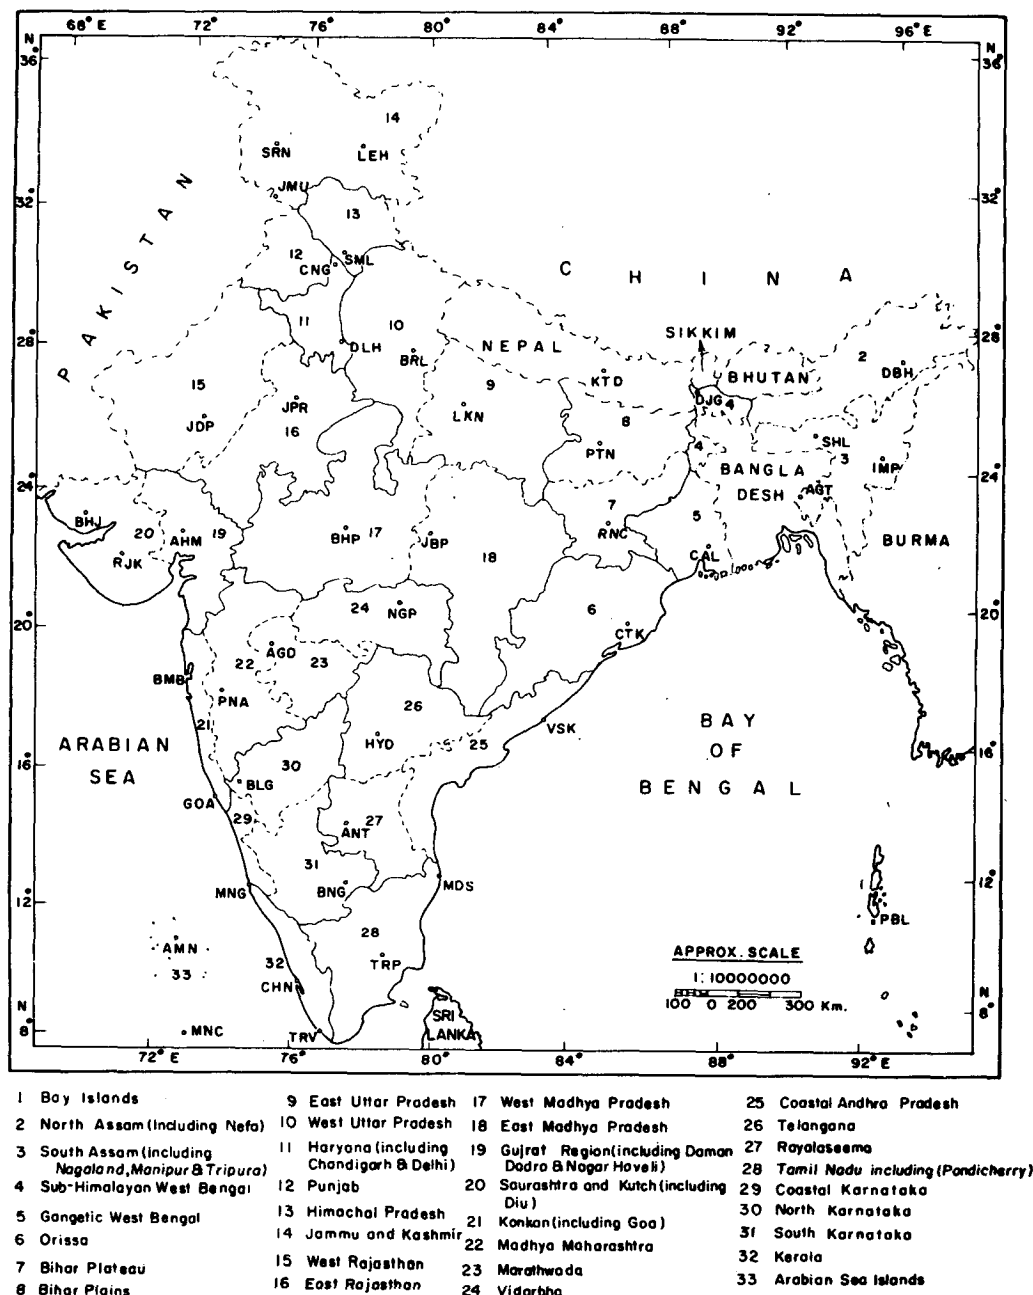 68°E 72° 76° 80° 84° 88° 92° 96°E
N N
36° 36°
14
SRN LEH
JMU
32° 32°
13
PAKISTAN
12 SML
CNG
CHINA
11 10 SIKKIM
28° DLH 28°
NEPAL 2
BRL BHUTAN DBH
15 9 KTD
JPR DJG 4
JDP LKN 8
16 SHL
PTN 4 3 IMP
BANGLA
24° DESH AGT 24°
7
BHJ 20 19 5
AHM BHP 17 JBP RNC
RJK 18 CAL BURMA
24 NGP 6
20° CTK 20°
AGD
22 23
BMB PNA
26
21 VSK BAY
ARABIAN HYD 25 OF
SEA 30 BENGAL
16° 16°
BLG
GOA
29 27
ANT
31
MNG BNG MDS 1
12° 12°
PBL
28
AMN APPROX. SCALE
32 TRP 1:10000000
33 CHN
100 0 200 300 Km.
N N
8° SRI 8°
MNC TRV LANKA
72°E 76° 80° 84° 88° 92°E
1 Bay Islands
2 North Assam (Including Nefa)
3 South Assam (including
Nagaland, Manipur & Tripura)
4 Sub-Himalayan West Bengal
5 Gangetic West Bengal
6 Orissa
7 Bihar Plateau
8 Bihar Plains
9 East Uttar Pradesh
10 West Uttar Pradesh
11 Haryana (including
Chandigarh & Delhi)
12 Punjab
13 Himachal Pradesh
14 Jammu and Kashmir
15 West Rajasthan
16 East Rajasthan
17 West Madhya Pradesh
18 East Madhya Pradesh
19 Gujrat Region (including Daman
Dadra & Nagar Haveli)
20 Saurashtra and Kutch (including
Diu)
21 Konkan (including Goa)
22 Madhya Maharashtra
23 Marathwada
24 Vidarbha
25 Coastal Andhra Pradesh
26 Telangana
27 Rayalaseema
28 Tamil Nadu including (Pondicherry)
29 Coastal Karnataka
30 North Karnataka
31 South Karnataka
32 Kerala
33 Arabian Sea Islands